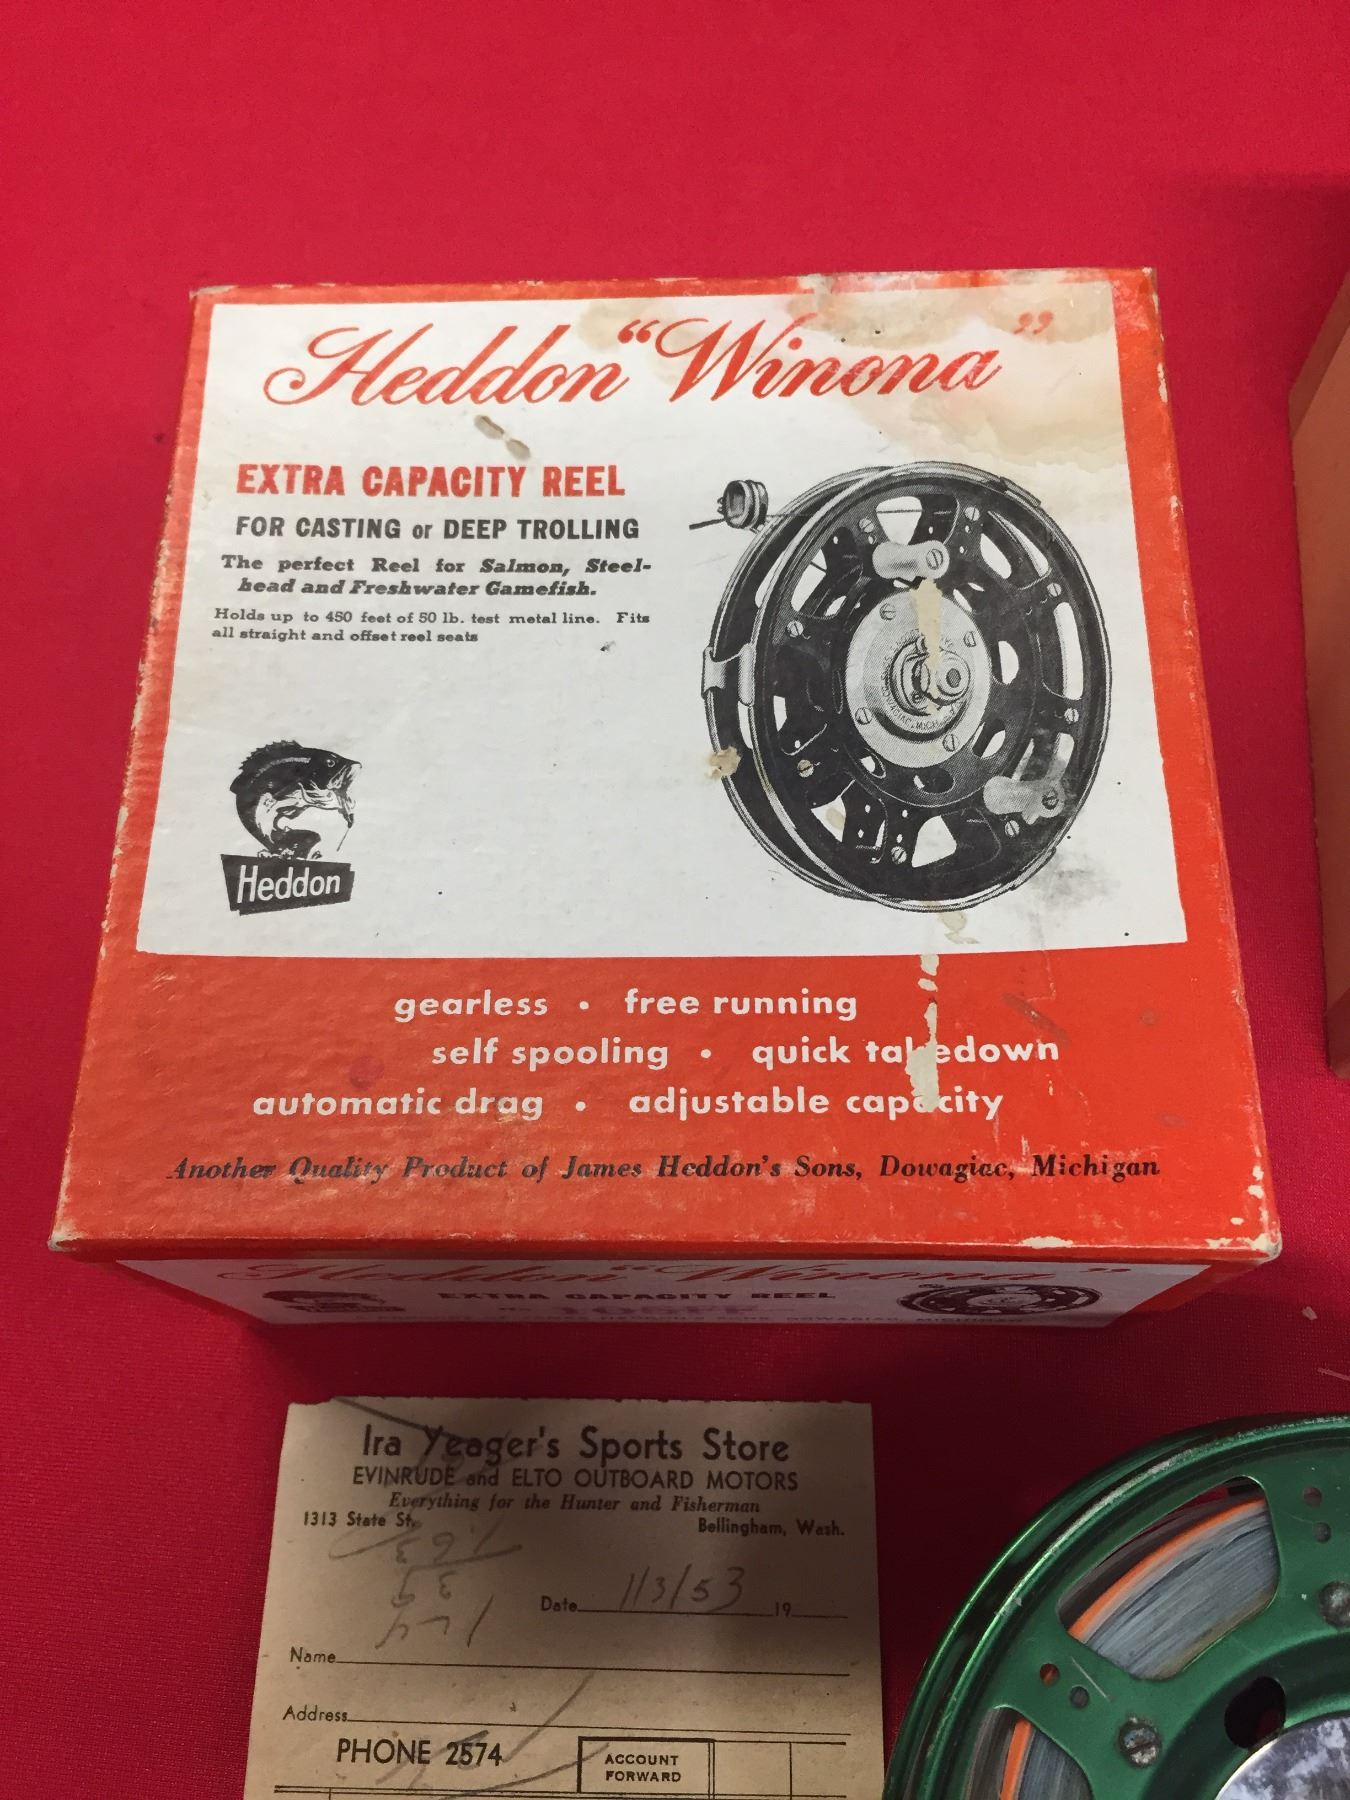 Heddon “Winona”
EXTRA CAPACITY REEL
FOR CASTING or DEEP TROLLING
The perfect Reel for Salmon, Steel-
head and Freshwater Gamefish.
Holds up to 450 feet of 50 lb. test metal line. Fits
all straight and offset reel seats
Heddon
gearless • free running
self spooling • quick takedown
automatic drag • adjustable capacity
Another Quality Product of James Heddon's Sons, Dowagiac, Michigan
Heddon “Winona”
EXTRA CAPACITY REEL
Ira Yeager's Sports Store
EVINRUDE and ELTO OUTBOARD MOTORS
Everything for the Hunter and Fisherman
1313 State St. Bellingham, Wash.
Date 1/3/53 19
Name
Address
PHONE 2574
ACCOUNT
FORWARD